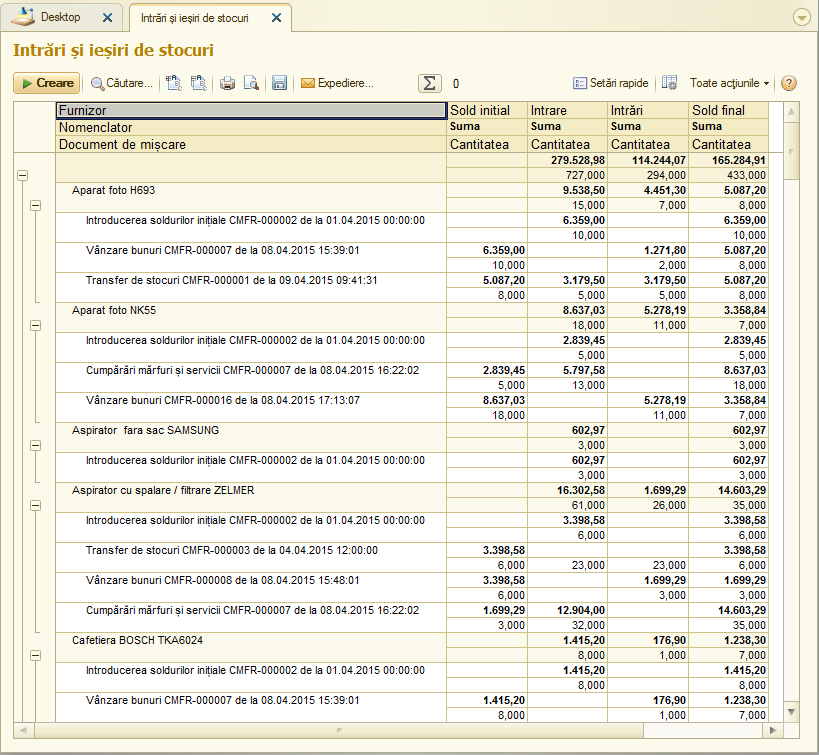 Desktop
Intrări și ieșiri de stocuri
Intrări și ieșiri de stocuri
Creare Căutare... Expediere... Σ 0 Setări rapide Toate acțiunile ?
Furnizor Sold initial Intrare Intrări Sold final
Nomenclator Suma Suma Suma Suma
Document de mișcare Cantitatea Cantitatea Cantitatea Cantitatea
279.528,98 114.244,07 165.284,91
727,000 294,000 433,000
Aparat foto H693 9.538,50 4.451,30 5.087,20
15,000 7,000 8,000
Introducerea soldurilor inițiale CMFR-000002 de la 01.04.2015 00:00:00 6.359,00 6.359,00
10,000 10,000
Vânzare bunuri CMFR-000007 de la 08.04.2015 15:39:01 6.359,00 1.271,80 5.087,20
10,000 2,000 8,000
Transfer de stocuri CMFR-000001 de la 09.04.2015 09:41:31 5.087,20 3.179,50 3.179,50 5.087,20
8,000 5,000 5,000 8,000
Aparat foto NK55 8.637,03 5.278,19 3.358,84
18,000 11,000 7,000
Introducerea soldurilor inițiale CMFR-000002 de la 01.04.2015 00:00:00 2.839,45 2.839,45
5,000 5,000
Cumpărări mărfuri și servicii CMFR-000007 de la 08.04.2015 16:22:02 2.839,45 5.797,58 8.637,03
5,000 13,000 18,000
Vânzare bunuri CMFR-000016 de la 08.04.2015 17:13:07 8.637,03 5.278,19 3.358,84
18,000 11,000 7,000
Aspirator fara sac SAMSUNG 602,97 602,97
3,000 3,000
Introducerea soldurilor inițiale CMFR-000002 de la 01.04.2015 00:00:00 602,97 602,97
3,000 3,000
Aspirator cu spalare / filtrare ZELMER 16.302,58 1.699,29 14.603,29
61,000 26,000 35,000
Introducerea soldurilor inițiale CMFR-000002 de la 01.04.2015 00:00:00 3.398,58 3.398,58
6,000 6,000
Transfer de stocuri CMFR-000003 de la 04.04.2015 12:00:00 3.398,58 3.398,58
6,000 23,000 23,000 6,000
Vânzare bunuri CMFR-000008 de la 08.04.2015 15:48:01 3.398,58 1.699,29 1.699,29
6,000 3,000 3,000
Cumpărări mărfuri și servicii CMFR-000007 de la 08.04.2015 16:22:02 1.699,29 12.904,00 14.603,29
3,000 32,000 35,000
Cafetiera BOSCH TKA6024 1.415,20 176,90 1.238,30
8,000 1,000 7,000
Introducerea soldurilor inițiale CMFR-000002 de la 01.04.2015 00:00:00 1.415,20 1.415,20
8,000 8,000
Vânzare bunuri CMFR-000007 de la 08.04.2015 15:39:01 1.415,20 176,90 1.238,30
8,000 1,000 7,000